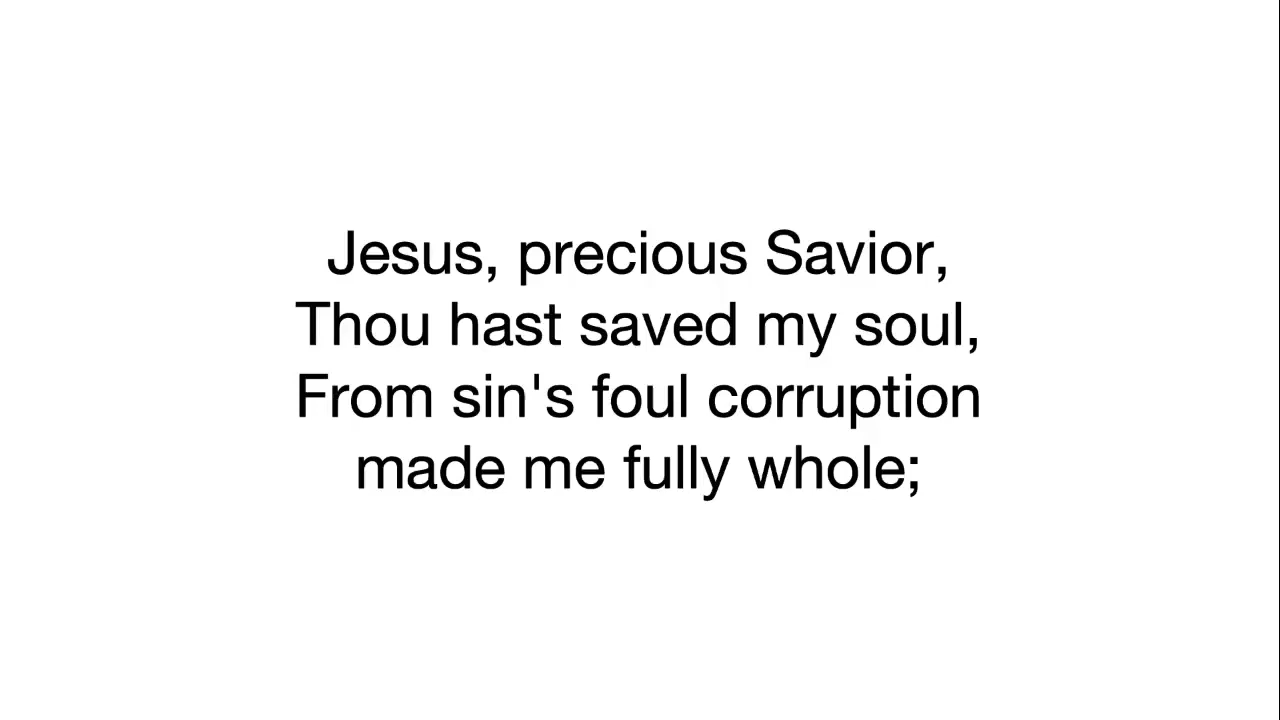 Jesus, precious Savior,
Thou hast saved my soul,
From sin's foul corruption
made me fully whole;